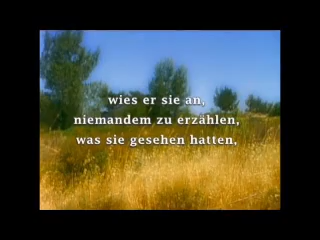 wies er sie an,
niemandem zu erzählen,
was sie gesehen hatten,